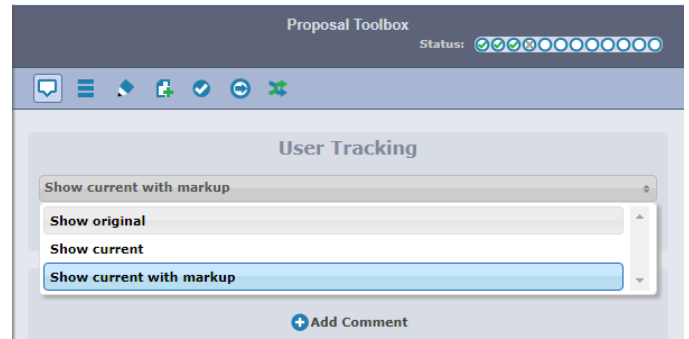 Proposal Toolbox
Status:
User Tracking
Show current with markup
Show original
Show current
Show current with markup
Add Comment